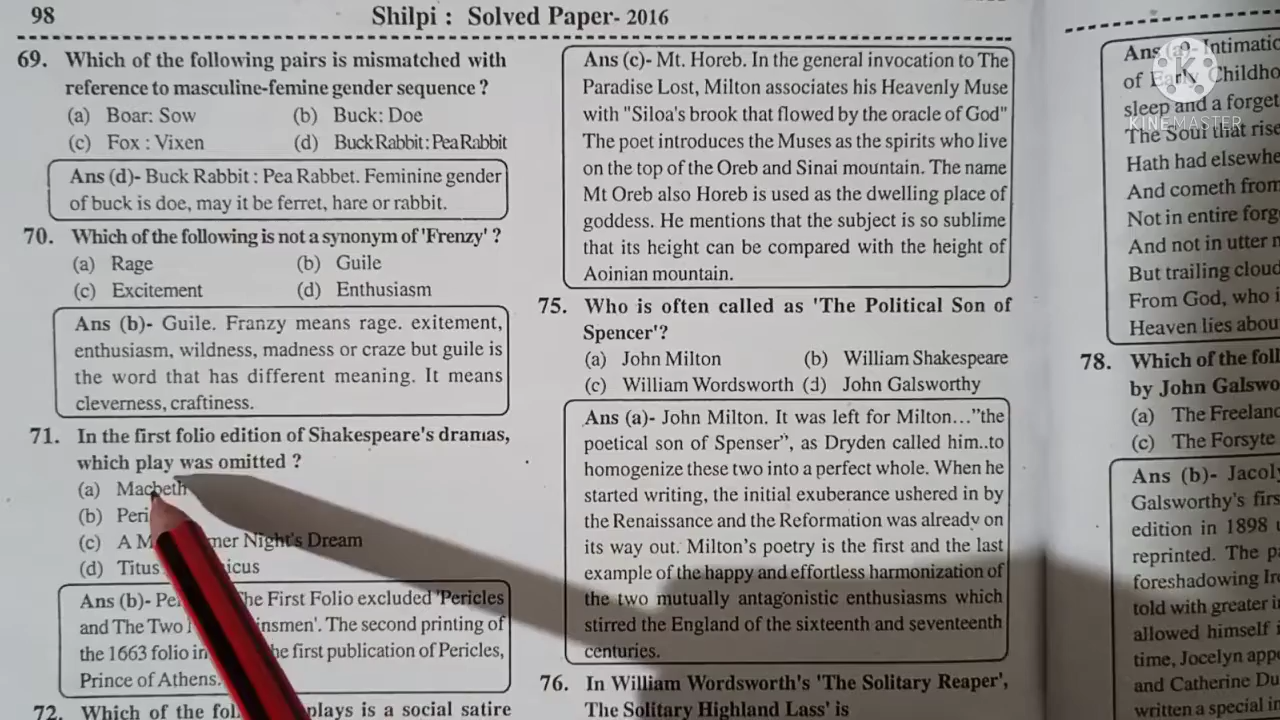 98
Shilpi : Solved Paper- 2016
69. Which of the following pairs is mismatched with
reference to masculine-femine gender sequence ?
(a) Boar: Sow (b) Buck: Doe
(c) Fox : Vixen (d) Buck Rabbit : Pea Rabbit
Ans (d)- Buck Rabbit : Pea Rabbet. Feminine gender
of buck is doe, may it be ferret, hare or rabbit.
70. Which of the following is not a synonym of 'Frenzy' ?
(a) Rage (b) Guile
(c) Excitement (d) Enthusiasm
Ans (b)- Guile. Franzy means rage. exitement,
enthusiasm, wildness, madness or craze but guile is
the word that has different meaning. It means
cleverness, craftiness.
71. In the first folio edition of Shakespeare's dramas,
which play was omitted ?
(a) Macbeth
(b) Peri
(c) A M mer Night's Dream
(d) Titus icus
Ans (b)- Pe The First Folio excluded 'Pericles
and The Two insmen'. The second printing of
the 1663 folio in he first publication of Pericles,
Prince of Athens.
72. Which of the fol plays is a social satire
Ans (c)- Mt. Horeb. In the general invocation to The
Paradise Lost, Milton associates his Heavenly Muse
with "Siloa's brook that flowed by the oracle of God"
The poet introduces the Muses as the spirits who live
on the top of the Oreb and Sinai mountain. The name
Mt Oreb also Horeb is used as the dwelling place of
goddess. He mentions that the subject is so sublime
that its height can be compared with the height of
Aoinian mountain.
75. Who is often called as 'The Political Son of
Spencer'?
(a) John Milton (b) William Shakespeare
(c) William Wordsworth (d) John Galsworthy
Ans (a)- John Milton. It was left for Milton..."the
poetical son of Spenser", as Dryden called him..to
homogenize these two into a perfect whole. When he
started writing, the initial exuberance ushered in by
the Renaissance and the Reformation was already on
its way out. Milton's poetry is the first and the last
example of the happy and effortless harmonization of
the two mutually antagonistic enthusiasms which
stirred the England of the sixteenth and seventeenth
centuries.
76. In William Wordsworth's 'The Solitary Reaper',
The Solitary Highland Lass' is
Ans (a)- Intimatio
of Early Childho
sleep and a forget
The Soul that rise
Hath had elsewhe
And cometh from
Not in entire forg
And not in utter n
But trailing cloud
From God, who i
Heaven lies abou
78. Which of the foll
by John Galswo
(a) The Freeland
(c) The Forsyte
Ans (b)- Jacoly
Galsworthy's firs
edition in 1898
reprinted. The pa
foreshadowing Ire
told with greater i
allowed himself
time, Jocelyn appe
and Catherine Du
written a special in
KINEMASTER